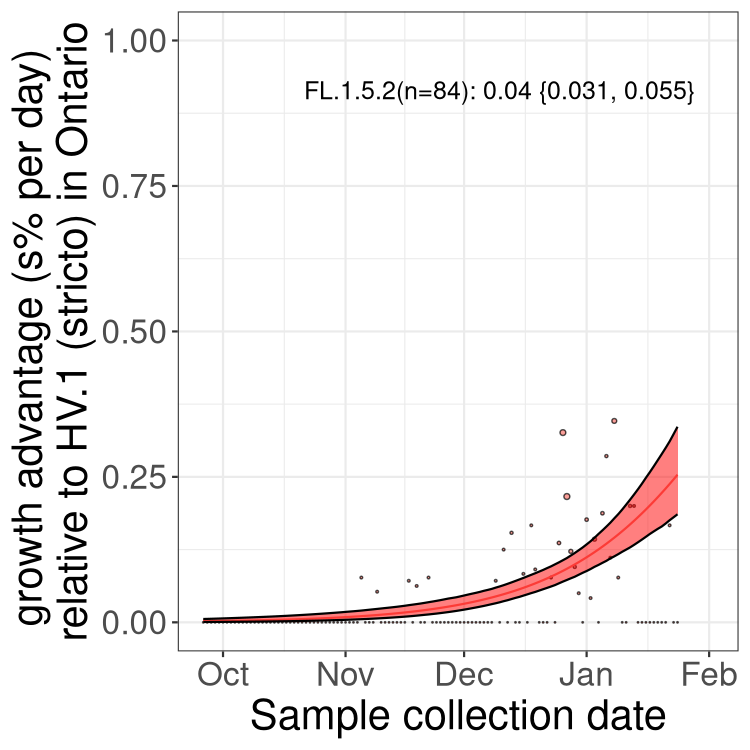 growth advantage (s% per day)
relative to HV.1 (stricto) in Ontario
1.00
FL.1.5.2(n=84): 0.04 {0.031, 0.055}
0.75
0.50
0.25
0.00
Oct Nov Dec Jan Feb
Sample collection date